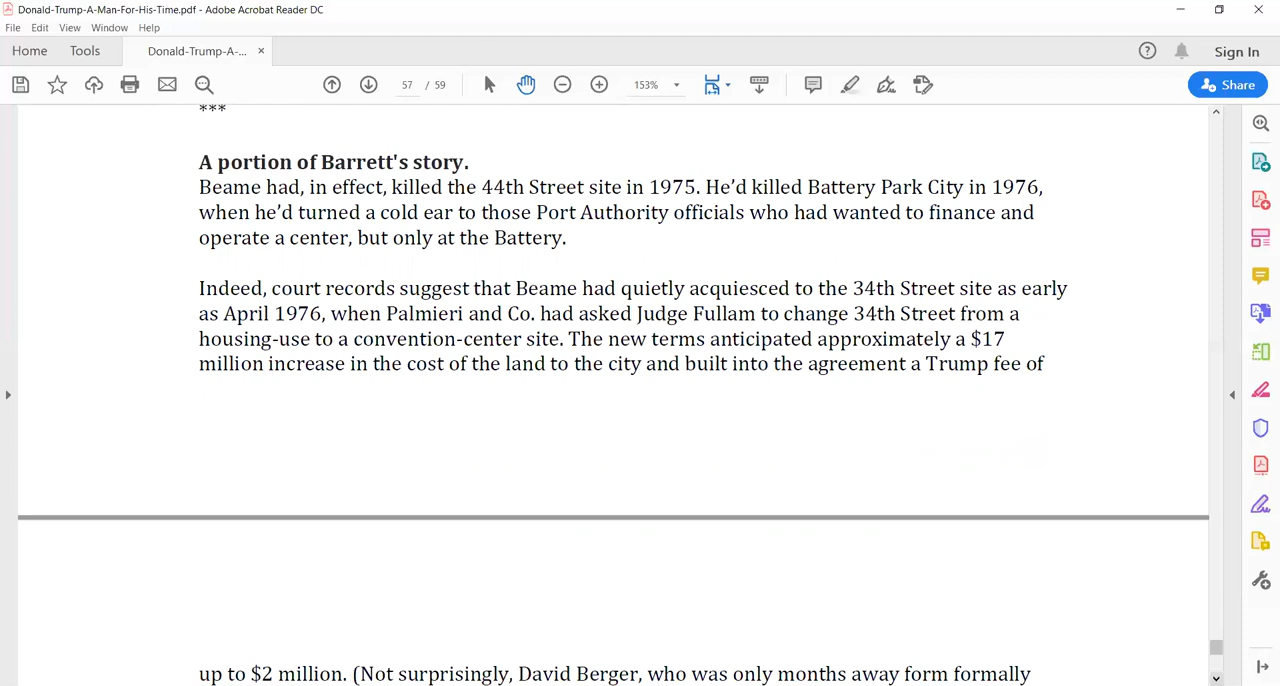 Donald-Trump-A-Man-For-His-Time.pdf - Adobe Acrobat Reader DC
File Edit View Window Help
Home Tools Donald-Trump-A-... × Sign In
57 / 59 153% Share
***
A portion of Barrett's story.
Beame had, in effect, killed the 44th Street site in 1975. He’d killed Battery Park City in 1976,
when he’d turned a cold ear to those Port Authority officials who had wanted to finance and
operate a center, but only at the Battery.
Indeed, court records suggest that Beame had quietly acquiesced to the 34th Street site as early
as April 1976, when Palmieri and Co. had asked Judge Fullam to change 34th Street from a
housing-use to a convention-center site. The new terms anticipated approximately a $17
million increase in the cost of the land to the city and built into the agreement a Trump fee of
up to $2 million. (Not surprisingly, David Berger, who was only months away form formally